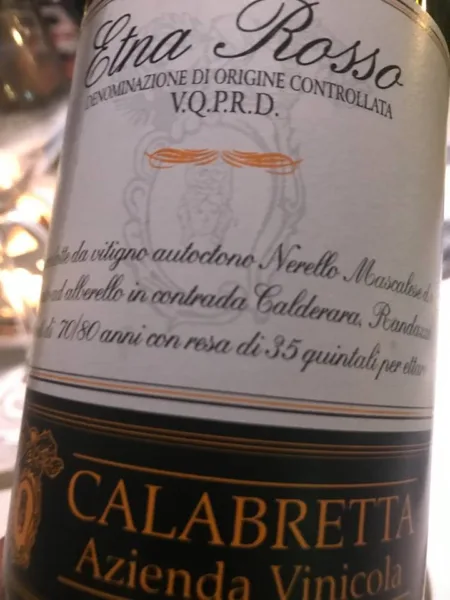 Etna Rosso
DENOMINAZIONE DI ORIGINE CONTROLLATA
V.Q.P.R.D.
da vitigno autoctono Nerello Mascalese
ad alberello in contrada Calderara, Randazzo
di 70/80 anni con resa di 35 quintali per ettaro
CALABRETTA
Azienda Vinicola